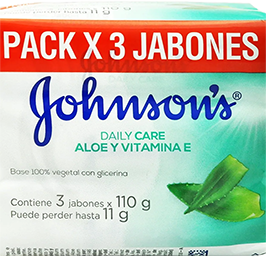 PACK X 3 JABONES
Johnson's®
DAILY CARE
ALOE Y VITAMINA E
Base 100% vegetal con glicerina
Contiene 3 jabones x 110 g
Puede perder hasta 11 g